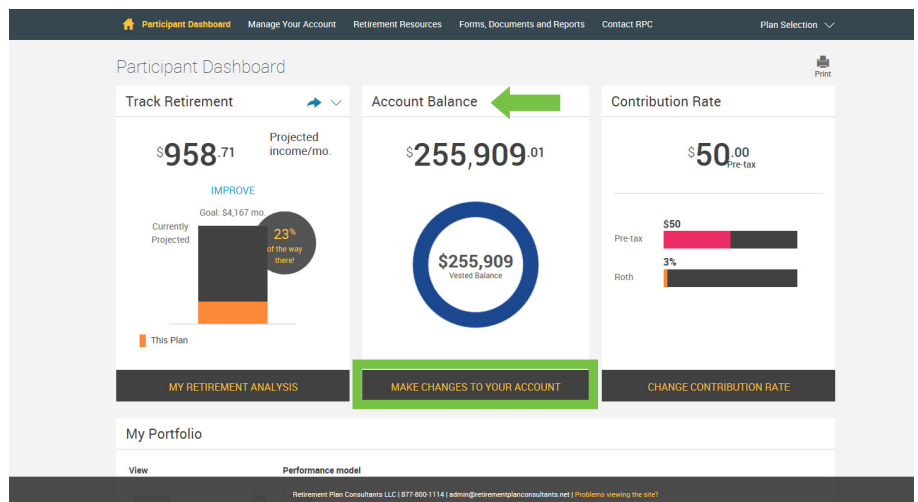 Participant Dashboard Manage Your Account Retirement Resources Forms, Documents and Reports Contact RPC Plan Selection
Participant Dashboard
Print
Track Retirement
$958.71
Projected
income/mo.
IMPROVE
Goal: $4,167 mo.
Currently
Projected
23%
of the way
there!
This Plan
MY RETIREMENT ANALYSIS
Account Balance
$255,909.01
$255,909
Vested Balance
MAKE CHANGES TO YOUR ACCOUNT
Contribution Rate
$50.00
Pre-tax
$50
Pre-tax
3%
Roth
CHANGE CONTRIBUTION RATE
My Portfolio
View Performance model
Retirement Plan Consultants LLC | 877-800-1114 | admin@retirementplanconsultants.net | Problems viewing the site?